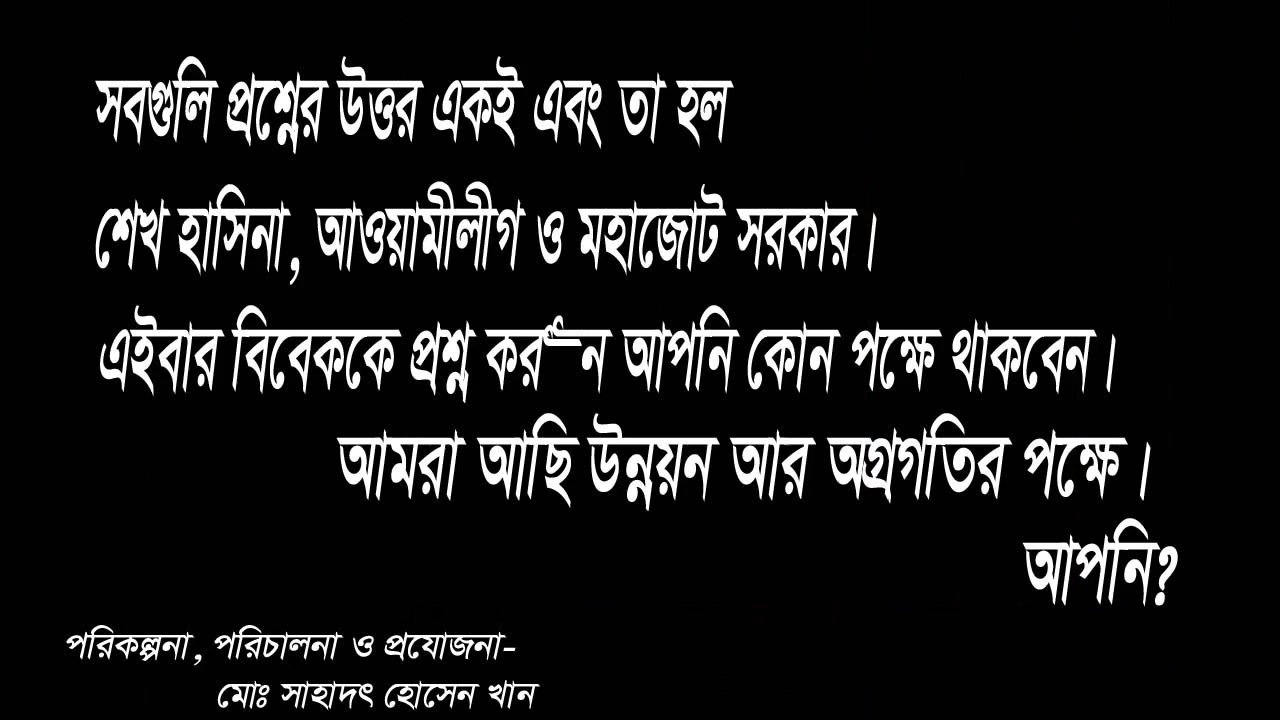 সবগুলি প্রশ্নের উত্তর একই এবং তা হল
শেখ হাসিনা, আওয়ামীলীগ ও মহাজোট সরকার।
এইবার বিবেককে প্রশ্ন করুন আপনি কোন পক্ষে থাকবেন।
আমরা আছি উন্নয়ন আর অগ্রগতির পক্ষে।
আপনি?
পরিকল্পনা, পরিচালনা ও প্রযোজনা-
মোঃ সাহাদৎ হোসেন খান